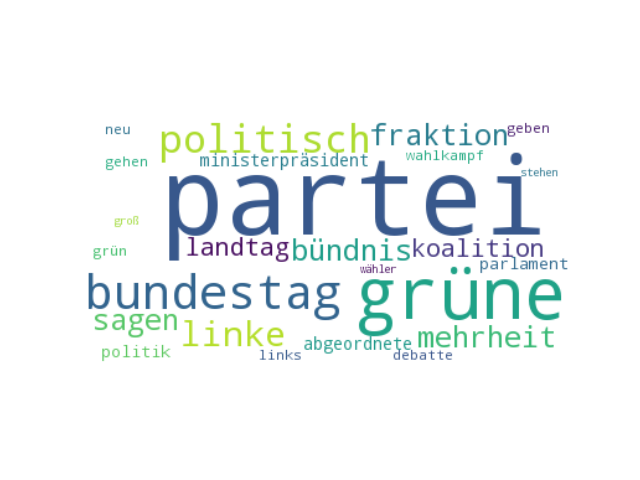 neu
politisch
fraktion
geben
gehen
ministerpräsident
wahlkampf
partei
stehen
groß
grün
landtag
bündnis
koalition
parlament
wähler
bundestag
grüne
sagen
linke
abgeordnete
mehrheit
politik
links
debatte